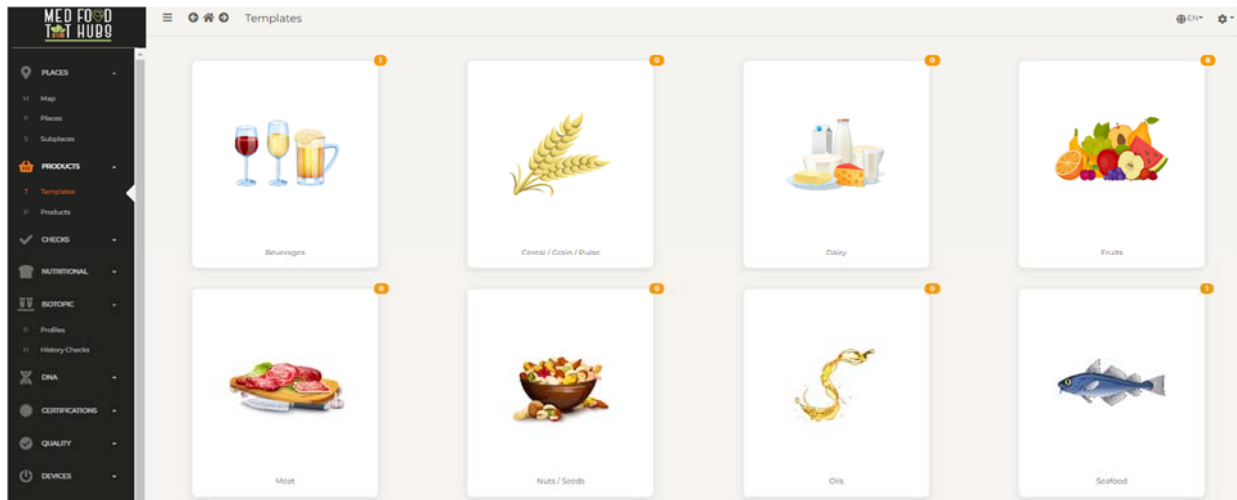 MED FOOD
TTT HUBS
Templates
EN
PLACES
M Map
P Places
S Subplaces
PRODUCTS
T Templates
P Products
CHECKS
NUTRITIONAL
ISOTOPIC
P Profiles
H History Checks
DNA
CERTIFICATIONS
QUALITY
DEVICES
1
Beverages
0
Cereal / Grain / Pulse
0
Dairy
Fruits
0
Meat
0
Nuts / Seeds
0
Oils
1
Seafood